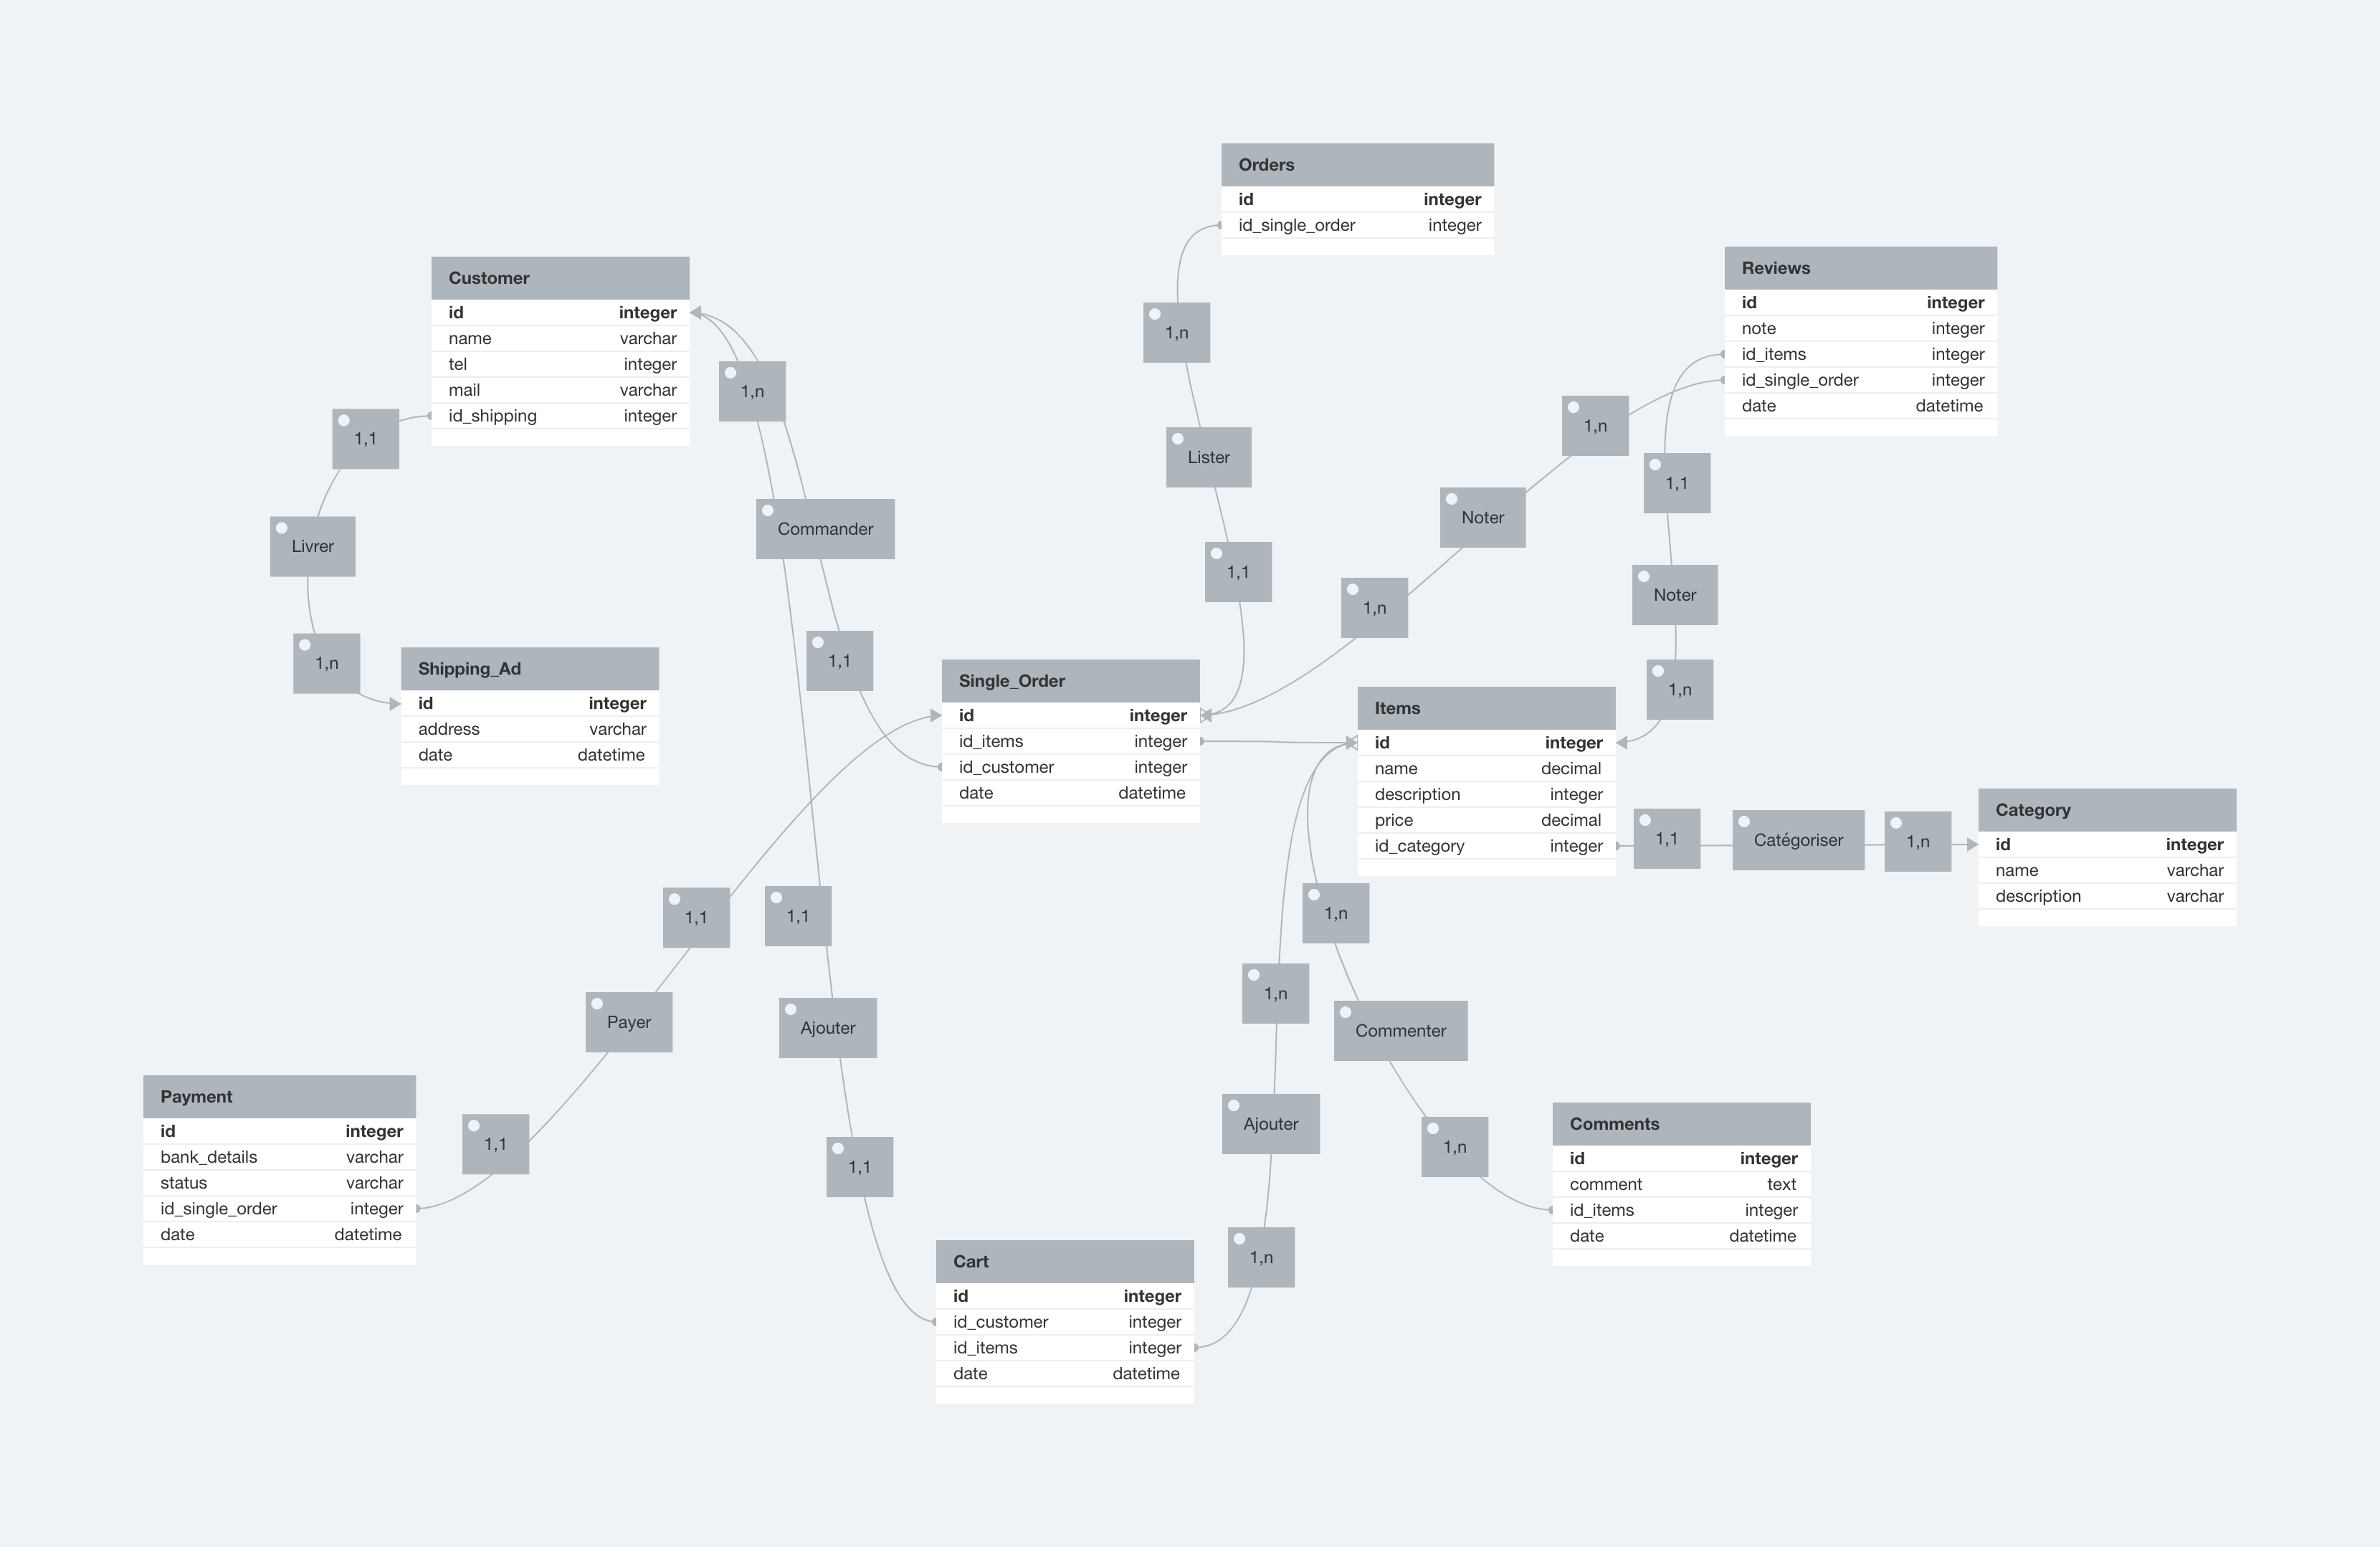 Orders
id integer
id_single_order integer
Customer
id integer
name varchar
tel integer
mail varchar
id_shipping integer
Reviews
id integer
note integer
id_items integer
id_single_order integer
date datetime
1,n
1,n
1,1
1,n
Lister
1,1
1,n
Noter
Commander
Livrer
1,1
Noter
1,n
1,n
1,1
1,n
Shipping_Ad
id integer
address varchar
date datetime
Single_Order
id integer
id_items integer
id_customer integer
date datetime
Items
id integer
name decimal
description integer
price decimal
id_category integer
1,1
Catégoriser
1,n
Category
id integer
name varchar
description varchar
1,1
1,1
1,n
1,n
Payer
Ajouter
Commenter
Ajouter
Payment
id integer
bank_details varchar
status varchar
id_single_order integer
date datetime
1,1
1,1
1,n
1,n
Comments
id integer
comment text
id_items integer
date datetime
Cart
id integer
id_customer integer
id_items integer
date datetime